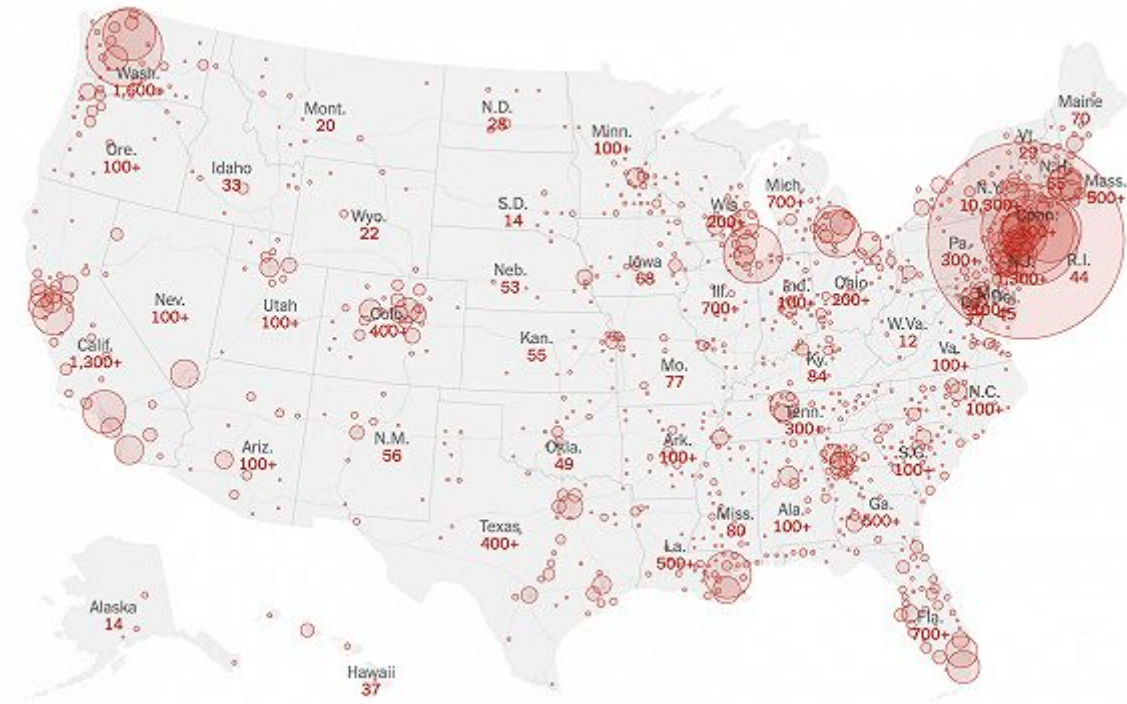 Wash.
1,600+
Maine
70
Mont.
20
N.D.
28
Minn.
100+
Vt.
29
Ore.
100+
Idaho
33
N.H.
Mich.
700+
N.Y.
10,300+
Mass.
500+
S.D.
14
Wis.
200+
Wyo.
22
Conn.
Pa.
300+
R.I.
44
N.J.
Iowa
68
Neb.
53
Ohio
200+
Ind.
100+
Ill.
700+
Nev.
100+
Utah
100+
Colo.
400+
45
W.Va.
12
Kan.
55
Calif.
1,300+
Va.
100+
Ky.
84
Mo.
77
N.C.
100+
Tenn.
300+
N.M.
56
Ariz.
100+
Okla.
49
Ark.
100+
S.C.
100+
Ga.
500+
Miss.
80
Ala.
100+
Texas
400+
La.
500+
Alaska
14
Fla.
700+
Hawaii
37